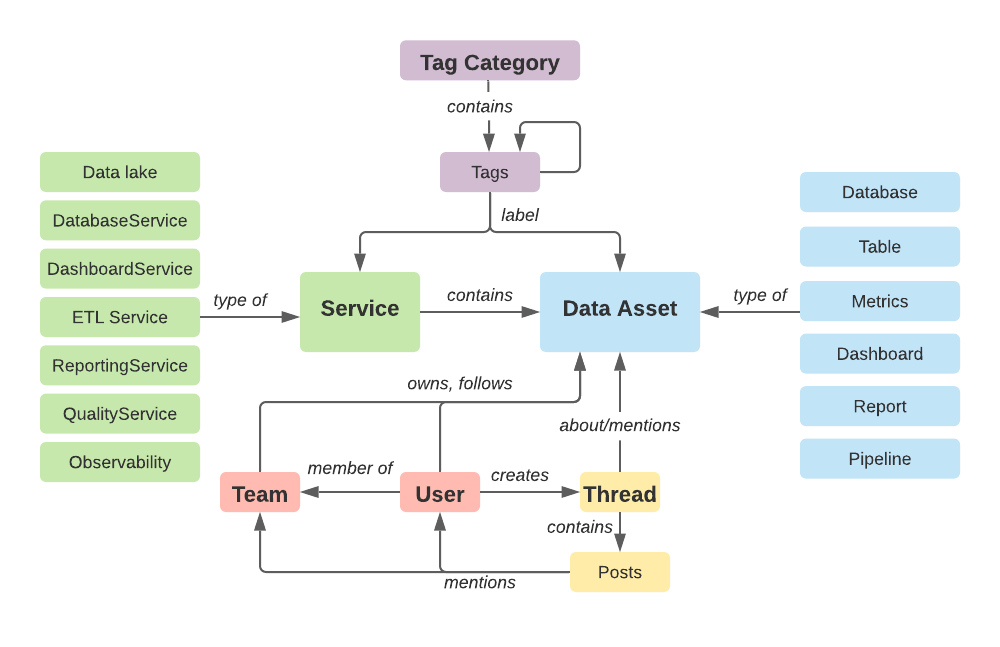 Tag Category
contains
Tags
label
Data lake
DatabaseService
DashboardService
ETL Service
ReportingService
QualityService
Observability
type of
Service
contains
Data Asset
type of
Database
Table
Metrics
Dashboard
Report
Pipeline
owns, follows
about/mentions
Team
member of
User
creates
Thread
contains
Posts
mentions